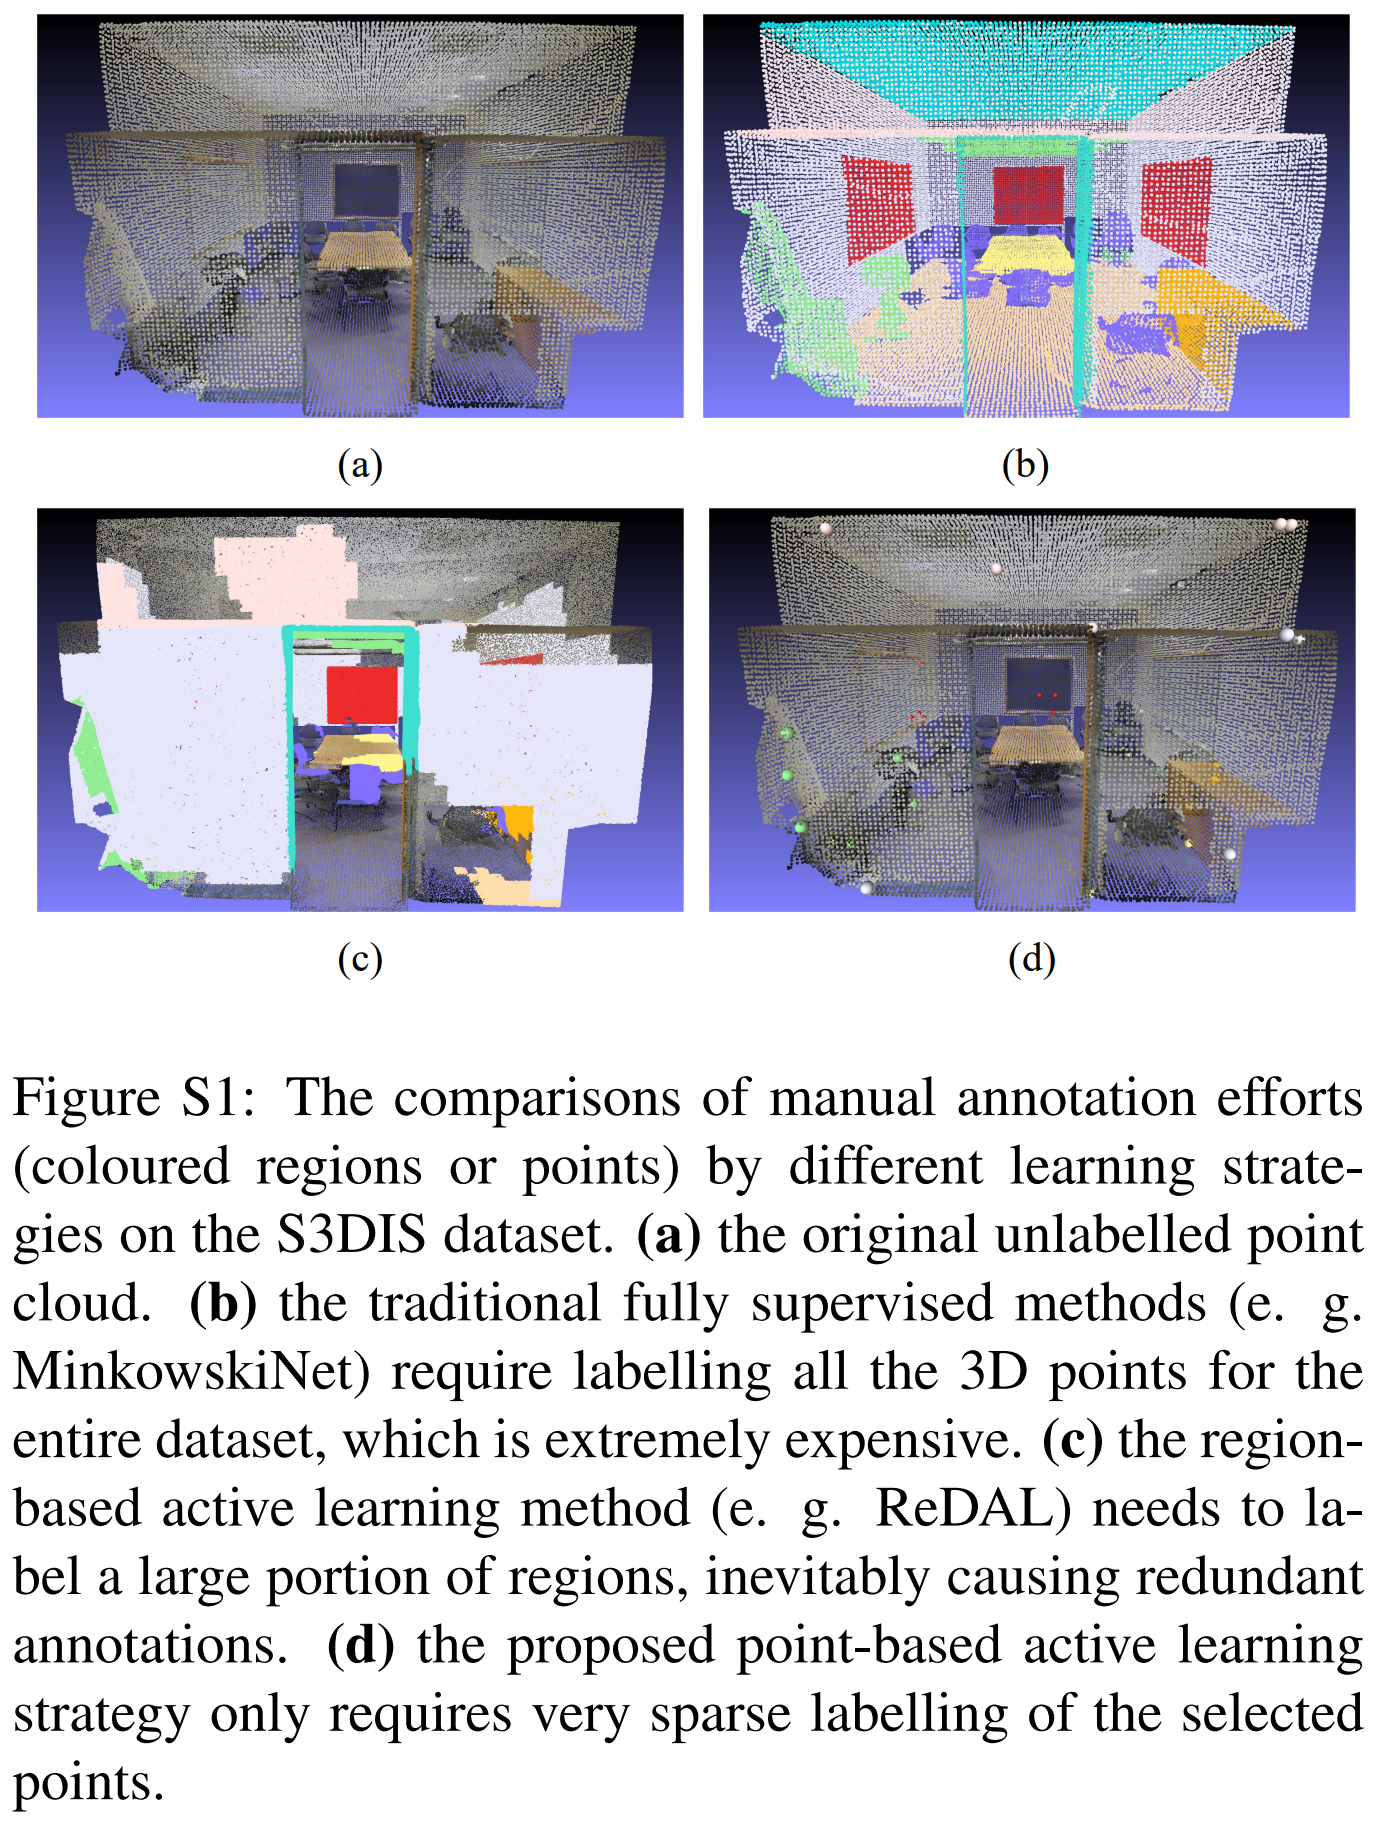 (a)
(b)
(c)
(d)
Figure S1: The comparisons of manual annotation efforts
(coloured regions or points) by different learning strate-
gies on the S3DIS dataset. (a) the original unlabelled point
cloud. (b) the traditional fully supervised methods (e. g.
MinkowskiNet) require labelling all the 3D points for the
entire dataset, which is extremely expensive. (c) the region-
based active learning method (e. g. ReDAL) needs to la-
bel a large portion of regions, inevitably causing redundant
annotations. (d) the proposed point-based active learning
strategy only requires very sparse labelling of the selected
points.